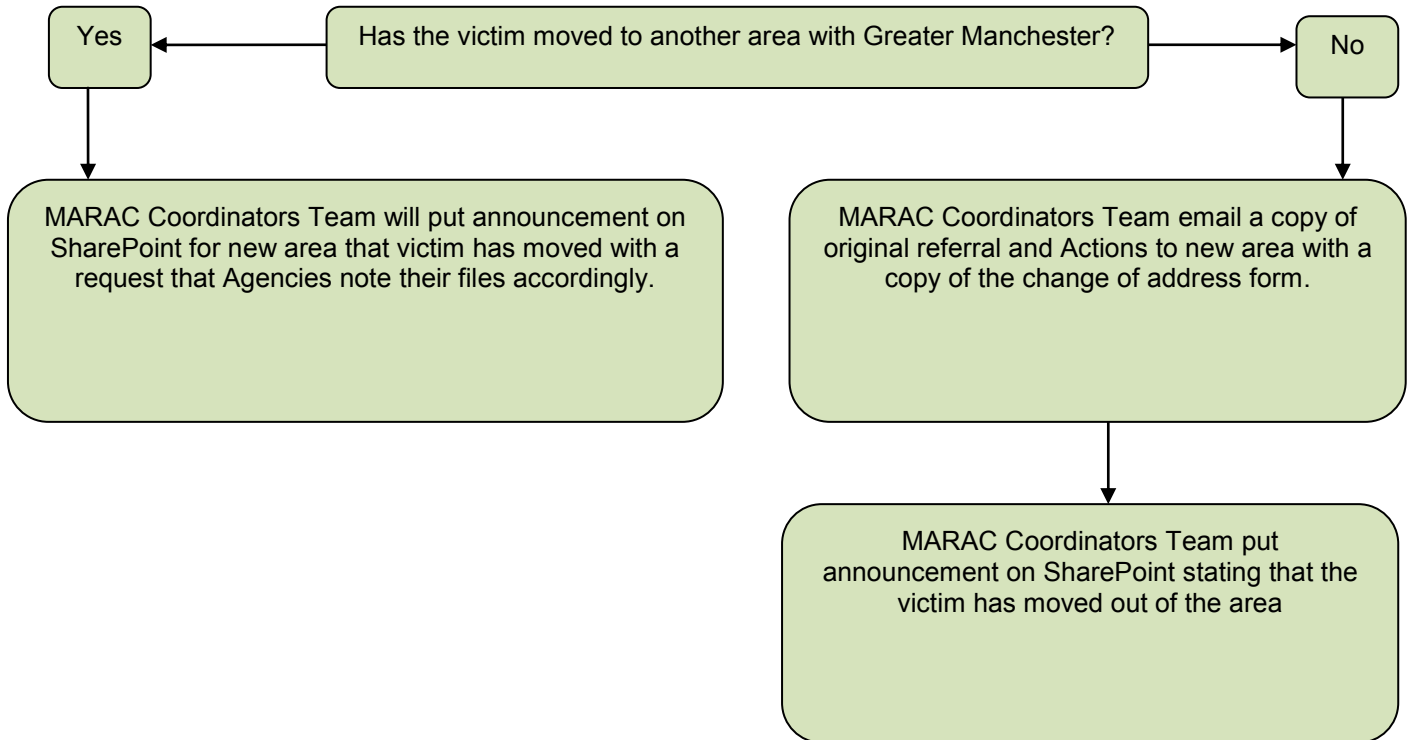 Yes
Has the victim moved to another area with Greater Manchester?
No
MARAC Coordinators Team will put announcement on
SharePoint for new area that victim has moved with a
request that Agencies note their files accordingly.
MARAC Coordinators Team email a copy of
original referral and Actions to new area with a
copy of the change of address form.
MARAC Coordinators Team put
announcement on SharePoint stating that the
victim has moved out of the area